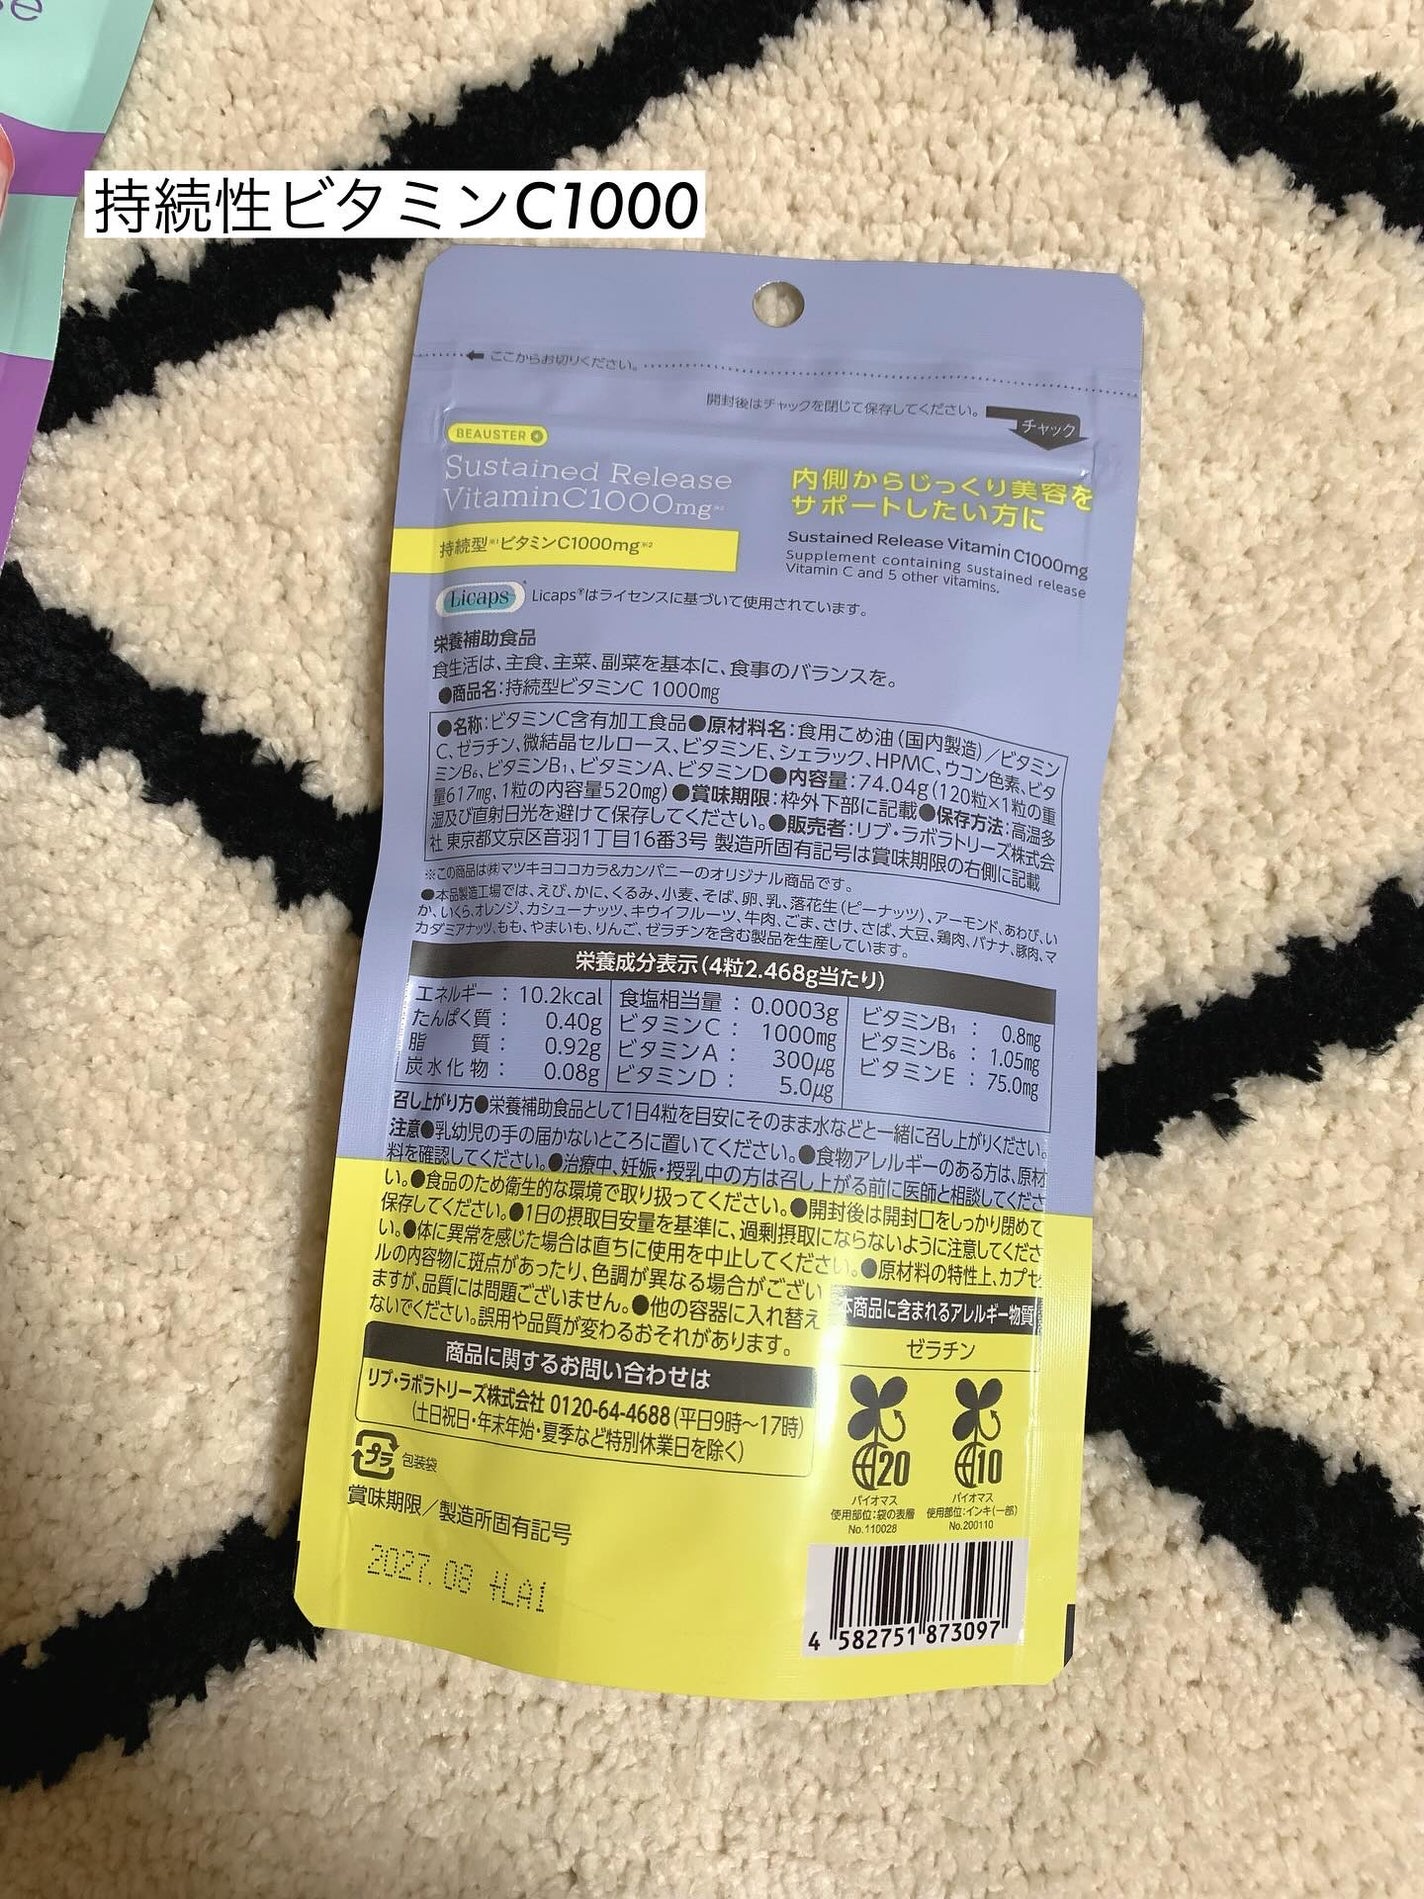 持続性ビタミンC1000
ここからお切りください。
開封後はチャックを閉じて保存してください。
チャック
BEAUSTER
Sustained Release
VitaminC1000mg※2
持続型※1ビタミンC1000mg※2
内側からじっくり美容を
サポートしたい方に
Sustained Release Vitamin C1000mg
Supplement containing sustained release
Vitamin C and 5 other vitamins.
Licaps® Licaps®はライセンスに基づいて使用されています。
栄養補助食品
食生活は、主食、主菜、副菜を基本に、食事のバランスを。
●商品名：持続型ビタミンC 1000mg
●名称：ビタミンC含有加工食品●原材料名：食用こめ油（国内製造）／ビタミン
C、ゼラチン、微結晶セルロース、ビタミンE、シェラック、HPMC、ウコン色素、ビタ
ミンB₆、ビタミンB₁、ビタミンA、ビタミンD●内容量：74.04g（120粒×1粒の重
量617mg、1粒の内容量520mg）●賞味期限：枠外下部に記載●保存方法：高温多
湿及び直射日光を避けて保存してください。●販売者：リブ・ラボラトリーズ株式会
社 東京都文京区音羽1丁目16番3号 製造所固有記号は賞味期限の右側に記載
※この商品は㈱マツキヨココカラ&カンパニーのオリジナル商品です。
●本品製造工場では、えび、かに、くるみ、小麦、そば、卵、乳、落花生（ピーナッツ）、アーモンド、あわび、い
か、いくら、オレンジ、カシューナッツ、キウイフルーツ、牛肉、ごま、さけ、さば、大豆、鶏肉、バナナ、豚肉、マ
カダミアナッツ、もも、やまいも、りんご、ゼラチンを含む製品を生産しています。
栄養成分表示（4粒2.468g当たり）
エネルギー：10.2kcal
たんぱく質：0.40g
脂質：0.92g
炭水化物：0.08g
食塩相当量：0.0003g
ビタミンC：1000mg
ビタミンA：300μg
ビタミンD：5.0μg
ビタミンB₁：0.8mg
ビタミンB₆：1.05mg
ビタミンE：75.0mg
召し上がり方●栄養補助食品として1日4粒を目安にそのまま水などと一緒に召し上がりください。
注意●乳幼児の手の届かないところに置いてください。●食物アレルギーのある方は、原材
料を確認してください。●治療中、妊娠・授乳中の方は召し上がる前に医師と相談してくださ
い。●食品のため衛生的な環境で取り扱ってください。●開封後は開封口をしっかり閉めて
保存してください。●1日の摂取目安量を基準に、過剰摂取にならないように注意してくださ
い。●体に異常を感じた場合は直ちに使用を中止してください。●原材料の特性上、カプセ
ルの内容物に斑点があったり、色調が異なる場合がござい
ますが、品質には問題ございません。●他の容器に入れ替え
ないでください。誤用や品質が変わるおそれがあります。
本商品に含まれるアレルギー物質
ゼラチン
商品に関するお問い合わせは
リブ・ラボラトリーズ株式会社 0120-64-4688（平日9時〜17時）
（土日祝日・年末年始・夏季など特別休業日を除く）
プラ 包装袋
20
バイオマス
使用部位：袋の表層
No.110028
10
バイオマス
使用部位：インキ（一部）
No.200110
賞味期限／製造所固有記号
2027.08 +LA1
4 582751 873097